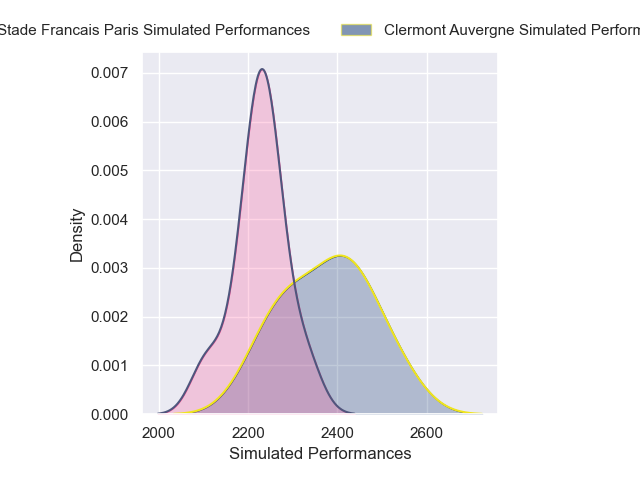 Stade Francais Paris Simulated Performances
Clermont Auvergne Simulated Perform
0.007
0.006
0.005
0.004
0.003
0.002
0.001
0.000
Density
2000 2200 2400 2600
Simulated Performances